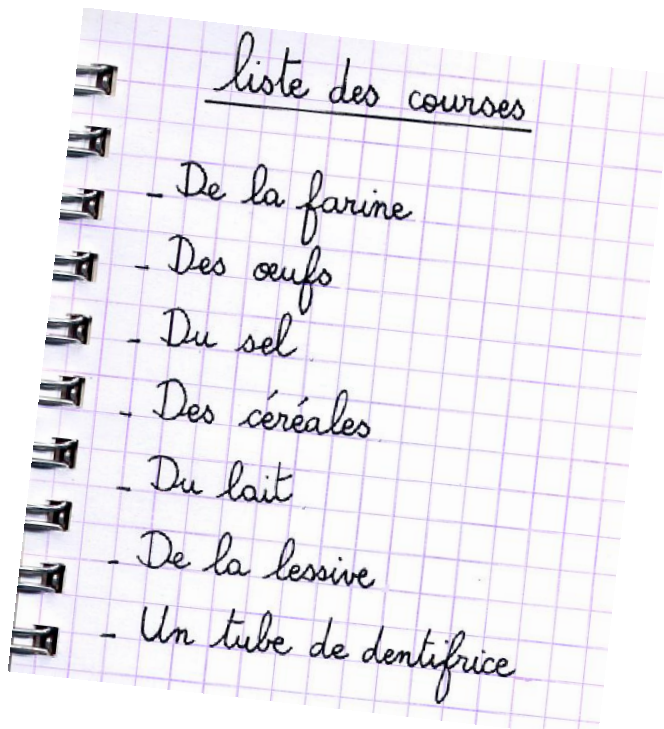 liste des courses
- De la farine
- Des œufs
- Du sel
- Des céréales
- Du lait
- De la lessive
- Un tube de dentifrice